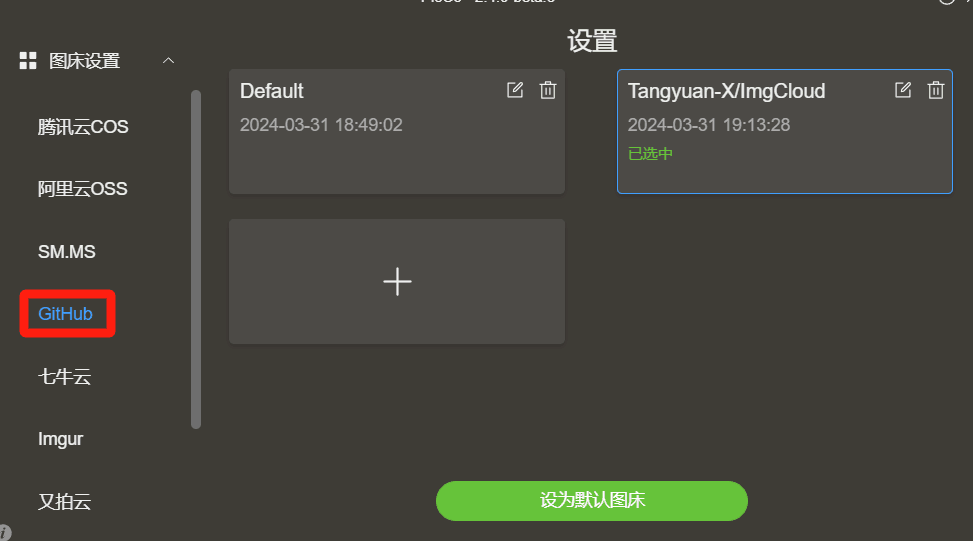 设置
图床设置
腾讯云COS
阿里云OSS
SM.MS
GitHub
七牛云
Imgur
又拍云
Default
2024-03-31 18:49:02
Tangyuan-X/ImgCloud
2024-03-31 19:13:28
已选中
设为默认图床